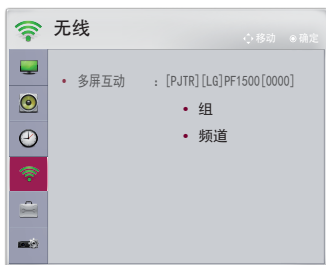 无线
移动 ◉确定
• 多屏互动 : [PJTR][LG]PF1500[0000]
• 组
• 频道